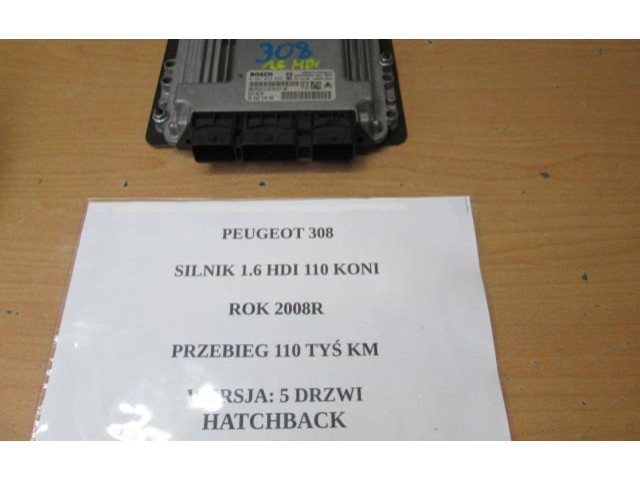 308
1.6 HDI
BOSCH
PEUGEOT 308
SILNIK 1.6 HDI 110 KONI
ROK 2008R
PRZEBIEG 110 TYŚ KM
WERSJA: 5 DRZWI
HATCHBACK